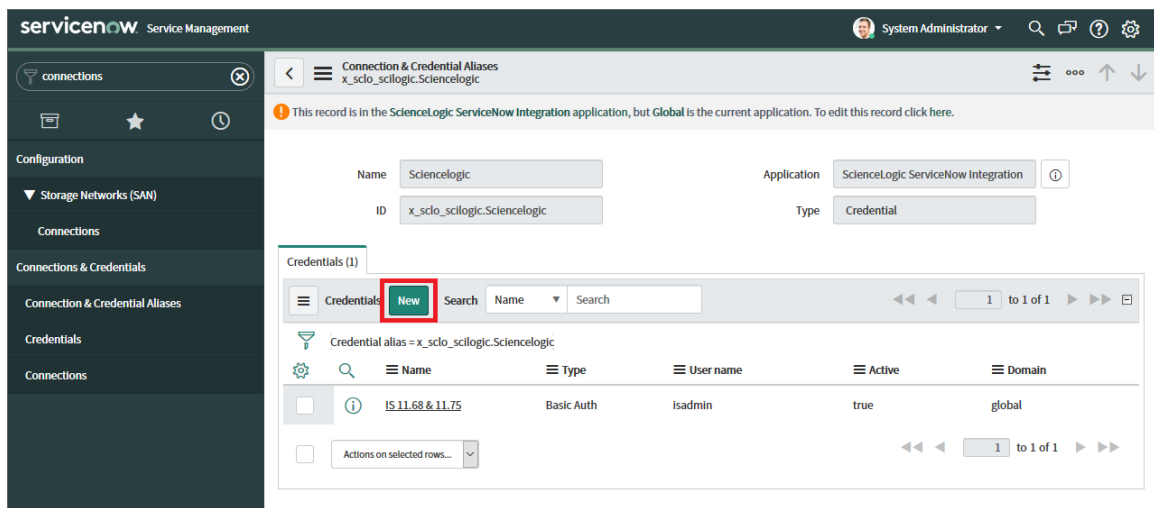 servicenow Service Management
System Administrator
connections
Connection & Credential Aliases
x_sclo_scilogic.Sciencelogic
This record is in the ScienceLogic ServiceNow Integration application, but Global is the current application. To edit this record click here.
Configuration
Storage Networks (SAN)
Connections
Connections & Credentials
Connection & Credential Aliases
Credentials
Connections
Name Sciencelogic Application ScienceLogic ServiceNow Integration
ID x_sclo_scilogic.Sciencelogic Type Credential
Credentials (1)
Credentials New Search Name Search 1 to 1 of 1
Credential alias = x_sclo_scilogic.Sciencelogic
Name Type User name Active Domain
IS 11.68 & 11.75 Basic Auth isadmin true global
Actions on selected rows... 1 to 1 of 1